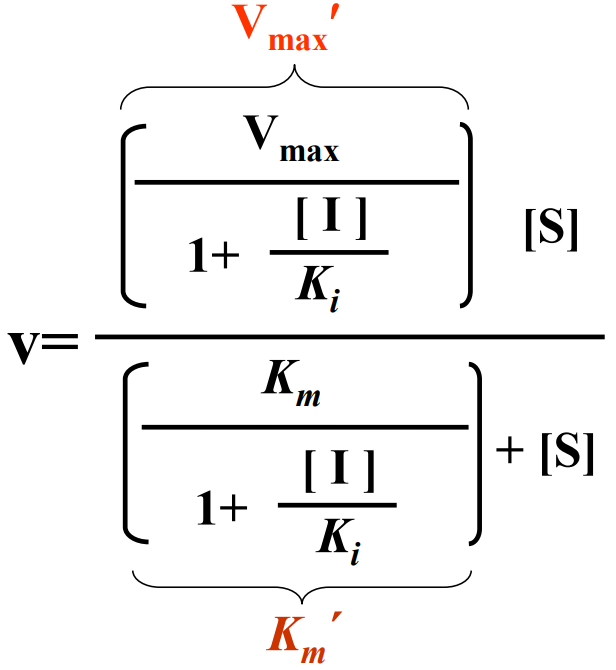 Vmax′
Vmax
1+ [ I ]
Ki
[S]
v=
Km
1+ [ I ]
Ki
+ [S]
Km′